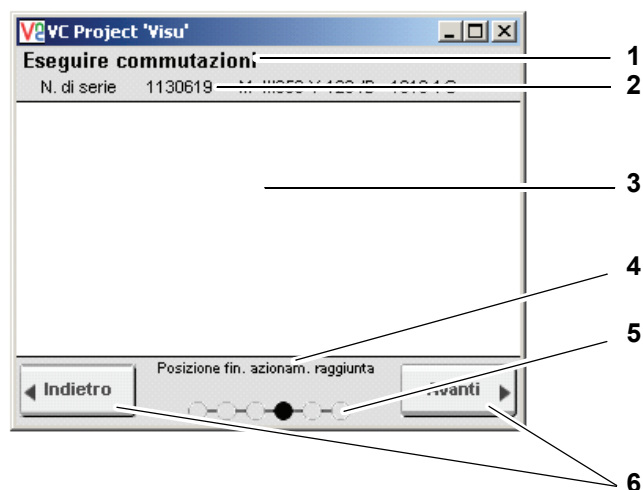 VC Project 'Visu'
Eseguire commutazioni
N. di serie 1130619
Posizione fin. azionam. raggiunta
Indietro
Avanti
1
2
3
4
5
6